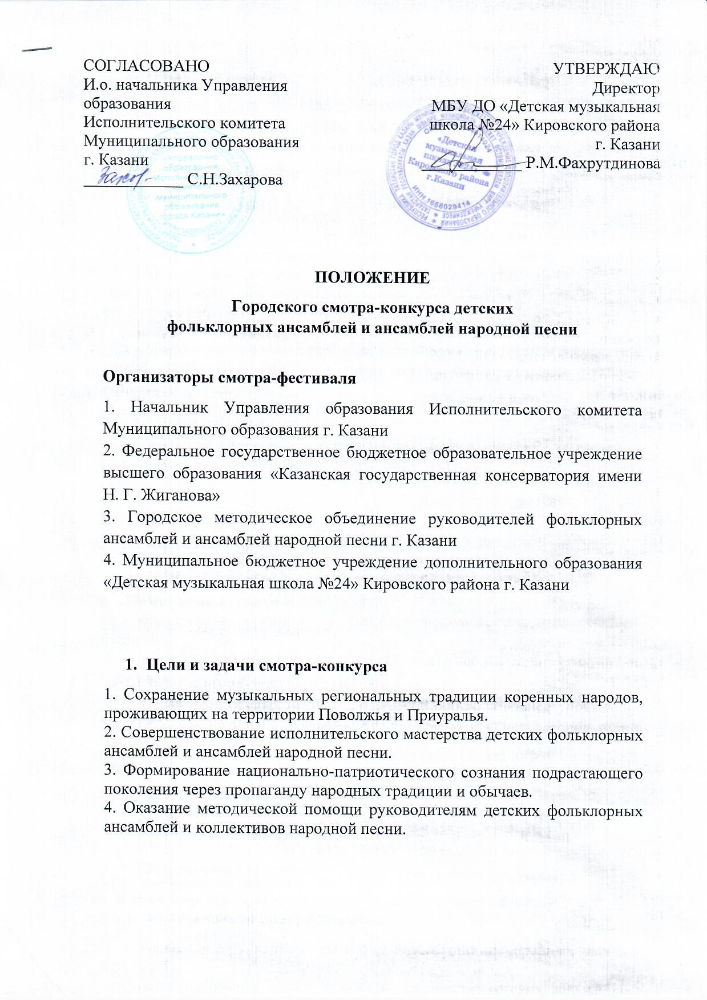 СОГЛАСОВАНО
И.о. начальника Управления
образования
Исполнительского комитета
Муниципального образования
г. Казани
С.Н.Захарова
УТВЕРЖДАЮ
Директор
МБУ ДО «Детская музыкальная
школа №24» Кировского района
г. Казани
Р.М.Фахрутдинова
«Управление
образования
Исполнительного
комитета
муниципального
образования
города Казани»
«Детская
музыкальная
школа №24»
Кировского района
г.Казани
ИНН 1658029414
ПОЛОЖЕНИЕ
Городского смотра-конкурса детских
фольклорных ансамблей и ансамблей народной песни
Организаторы смотра-фестиваля
1. Начальник Управления образования Исполнительского комитета
Муниципального образования г. Казани
2. Федеральное государственное бюджетное образовательное учреждение
высшего образования «Казанская государственная консерватория имени
Н. Г. Жиганова»
3. Городское методическое объединение руководителей фольклорных
ансамблей и ансамблей народной песни г. Казани
4. Муниципальное бюджетное учреждение дополнительного образования
«Детская музыкальная школа №24» Кировского района г. Казани
1. Цели и задачи смотра-конкурса
1. Сохранение музыкальных региональных традиции коренных народов,
проживающих на территории Поволжья и Приуралья.
2. Совершенствование исполнительского мастерства детских фольклорных
ансамблей и ансамблей народной песни.
3. Формирование национально-патриотического сознания подрастающего
поколения через пропаганду народных традиции и обычаев.
4. Оказание методической помощи руководителям детских фольклорных
ансамблей и коллективов народной песни.